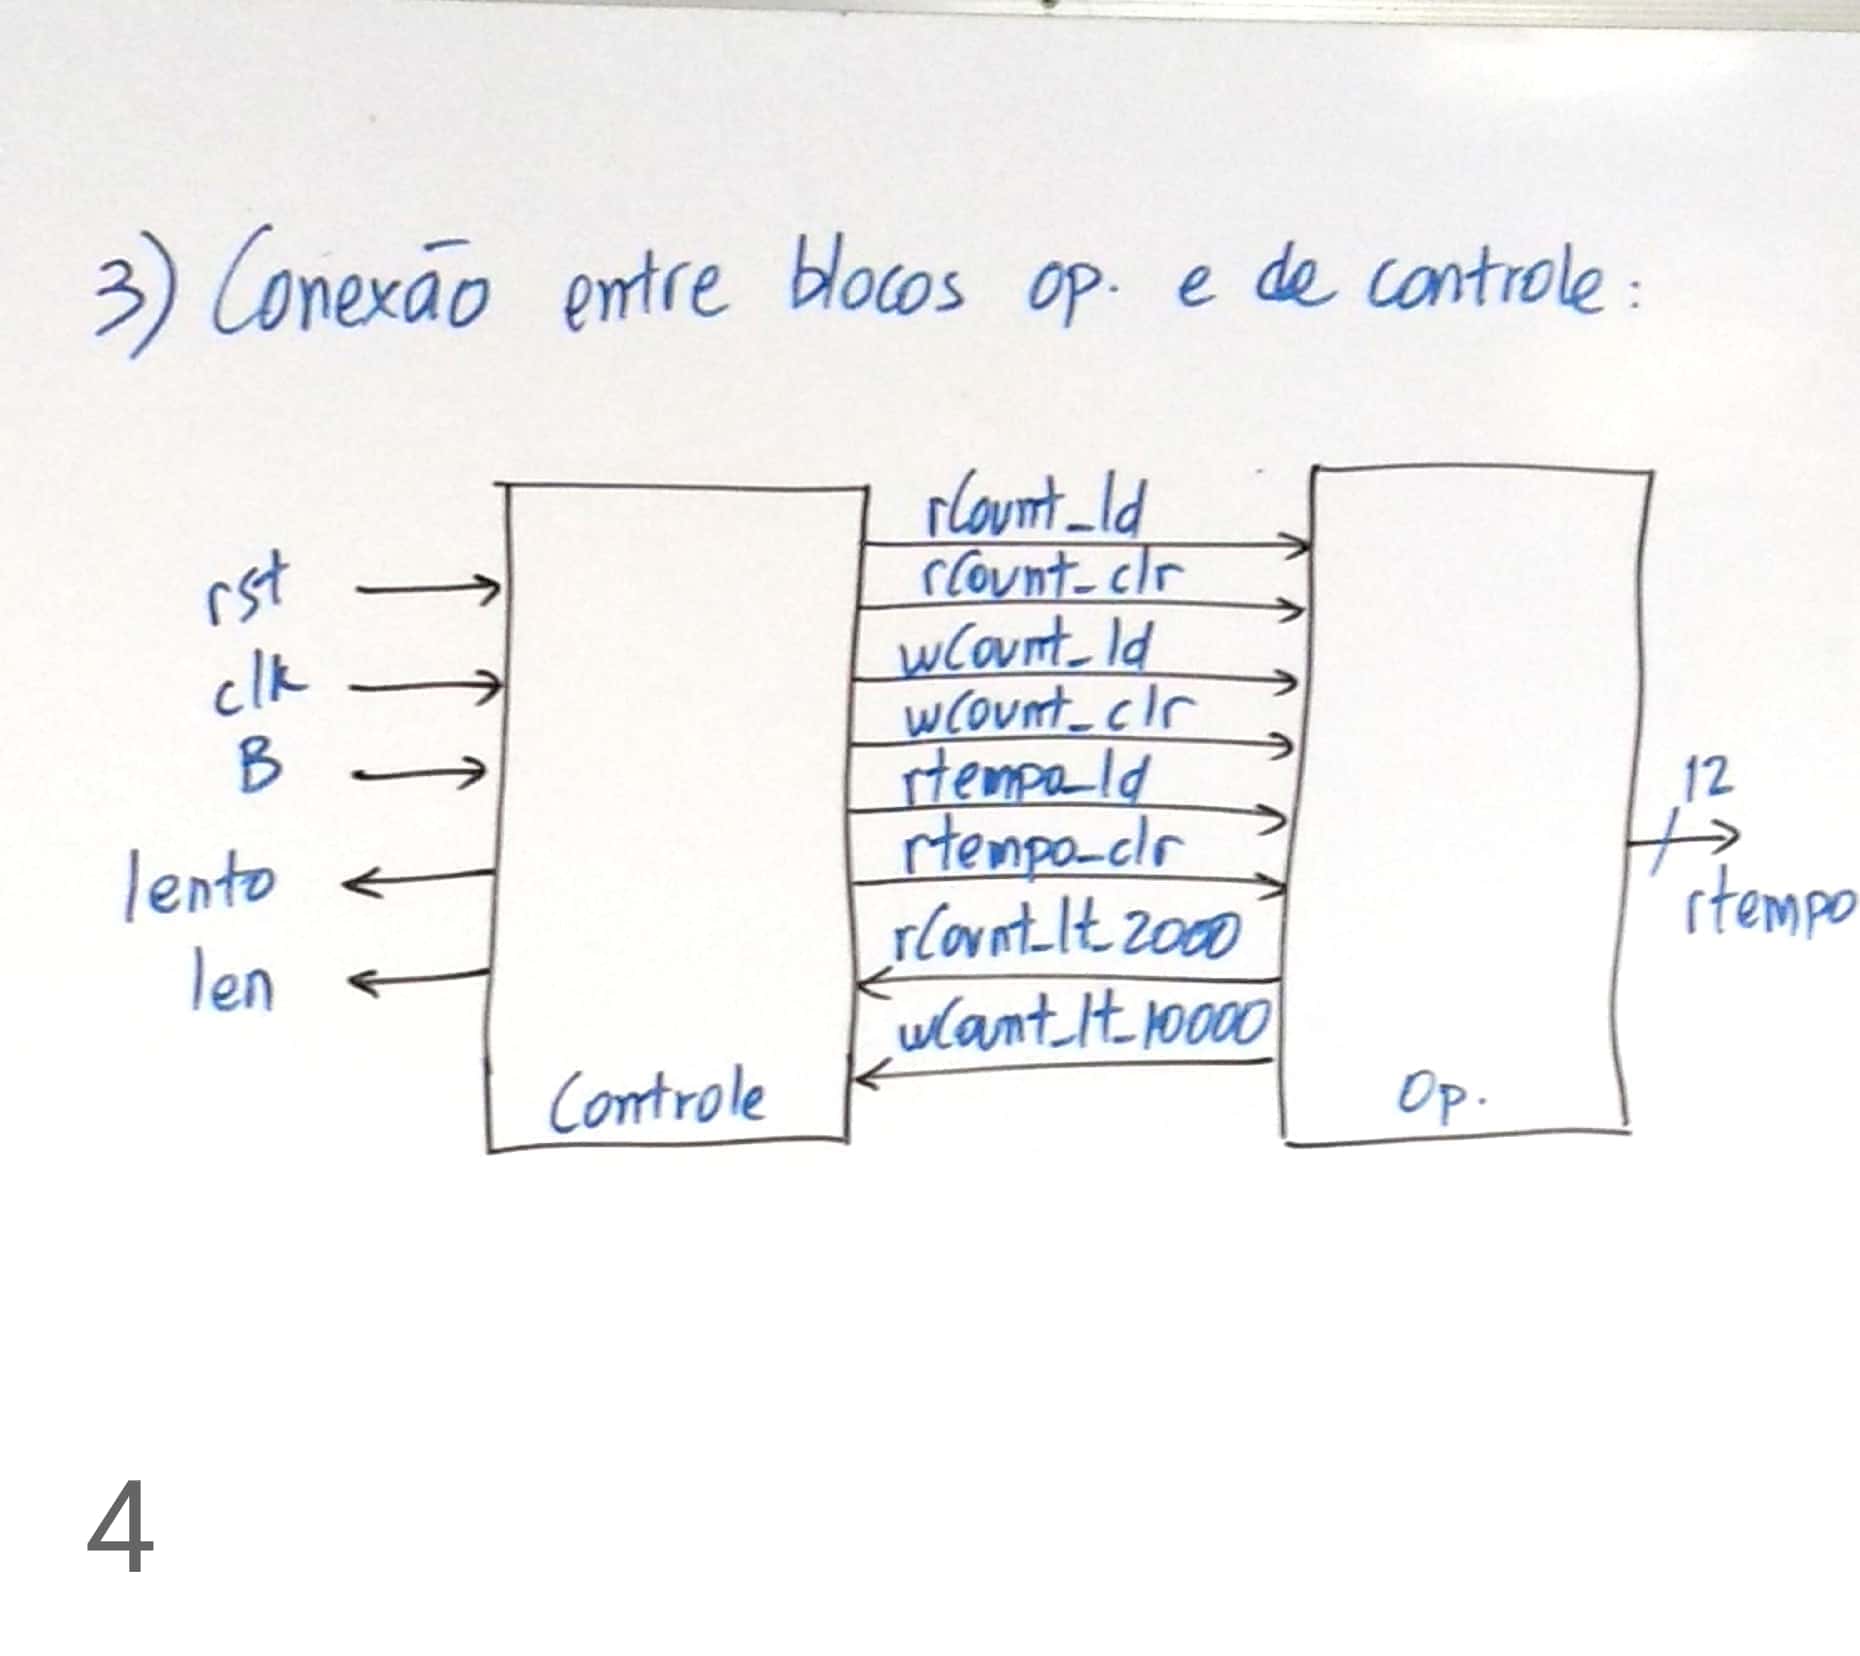 3) Conexão entre blocos op. e de controle:
rCount_ld
rCount_clr
rst
wCount_ld
clk
wCount_clr
B
rtempo_ld
12
rtempo_clr
lento
rCount_lt_2000
rtempo
len
wCount_lt_10000
Controle
Op.
4